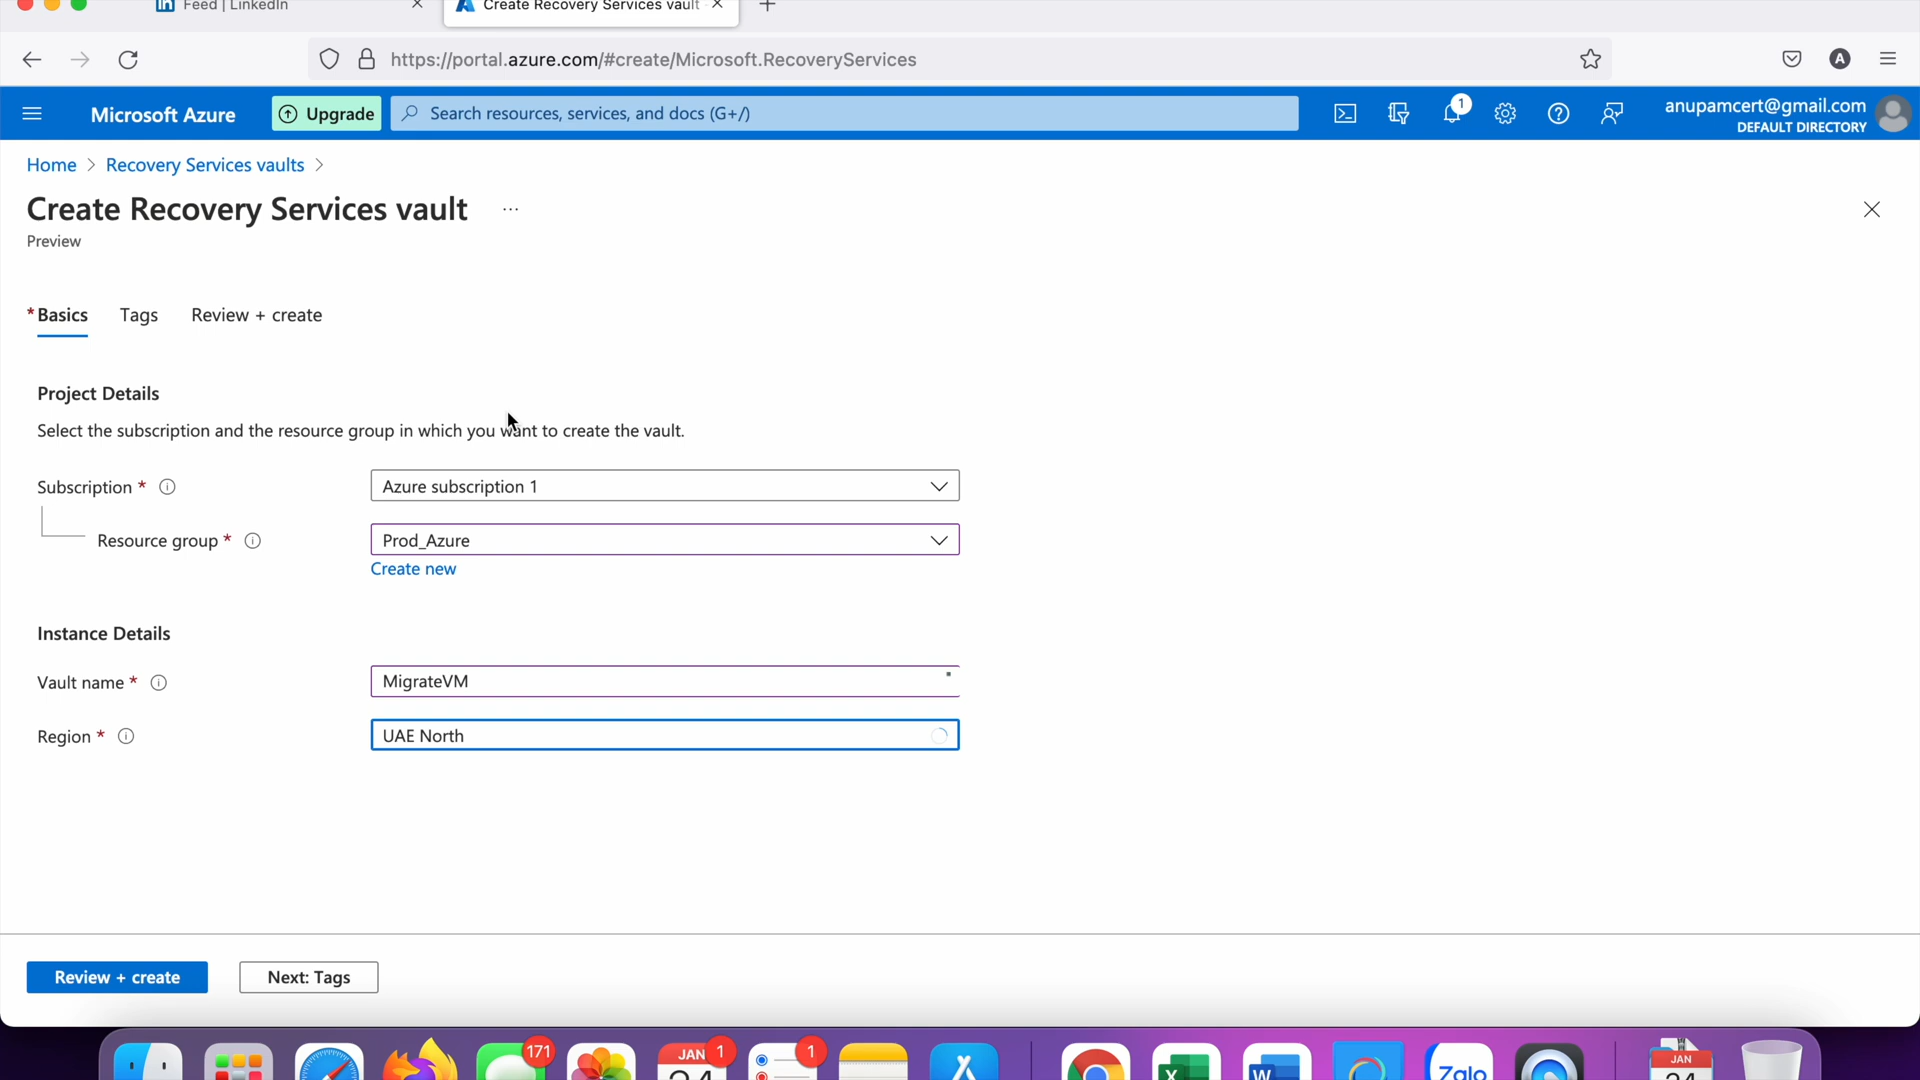 Feed | LinkedIn
Create Recovery Services vault
https://portal.azure.com/#create/Microsoft.RecoveryServices
A
Microsoft Azure
Upgrade
Search resources, services, and docs (G+/)
1
anupamcert@gmail.com
DEFAULT DIRECTORY
Home > Recovery Services vaults >
Create Recovery Services vault ...
Preview
* Basics
Tags
Review + create
Project Details
Select the subscription and the resource group in which you want to create the vault.
Subscription *
Azure subscription 1
Resource group *
Prod_Azure
Create new
Instance Details
Vault name *
MigrateVM
Region *
UAE North
Review + create
Next: Tags
171
JAN
1
1
X
W
Zalo
JAN